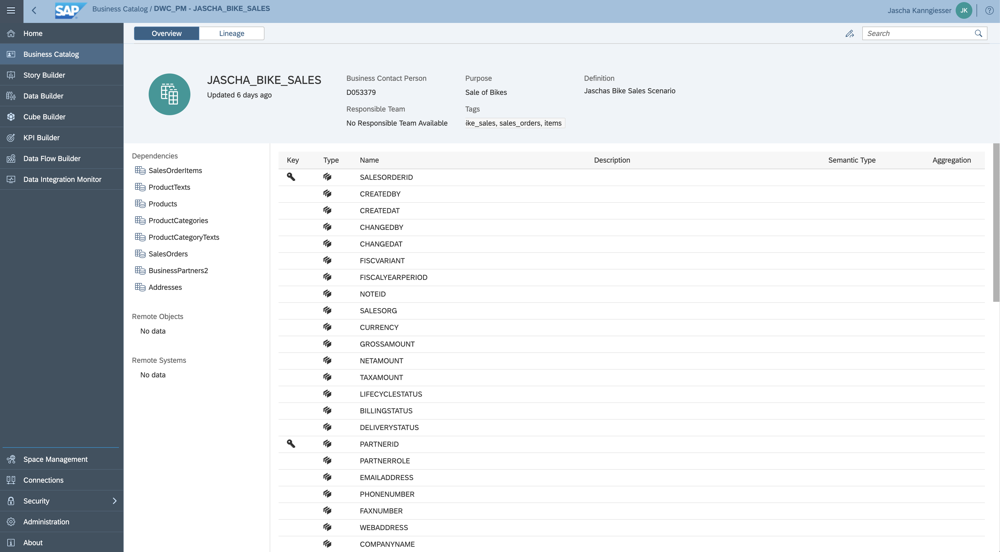 SAP
Business Catalog / DWC_PM - JASCHA_BIKE_SALES
Jascha Kanngiesser
JK
Home
Business Catalog
Story Builder
Data Builder
Cube Builder
KPI Builder
Data Flow Builder
Data Integration Monitor
Space Management
Connections
Security
Administration
About
Overview
Lineage
Search
JASCHA_BIKE_SALES
Updated 6 days ago
Business Contact Person
D053379
Responsible Team
No Responsible Team Available
Purpose
Sale of Bikes
Tags
ike_sales, sales_orders, items
Definition
Jaschas Bike Sales Scenario
Dependencies
SalesOrderItems
ProductTexts
Products
ProductCategories
ProductCategoryTexts
SalesOrders
BusinessPartners2
Addresses
Remote Objects
No data
Remote Systems
No data
Key Type Name Description Semantic Type Aggregation
SALESORDERID
CREATEDBY
CREATEDAT
CHANGEDBY
CHANGEDAT
FISCVARIANT
FISCALYEARPERIOD
NOTEID
SALESORG
CURRENCY
GROSSAMOUNT
NETAMOUNT
TAXAMOUNT
LIFECYCLESTATUS
BILLINGSTATUS
DELIVERYSTATUS
PARTNERID
PARTNERROLE
EMAILADDRESS
PHONENUMBER
FAXNUMBER
WEBADDRESS
COMPANYNAME